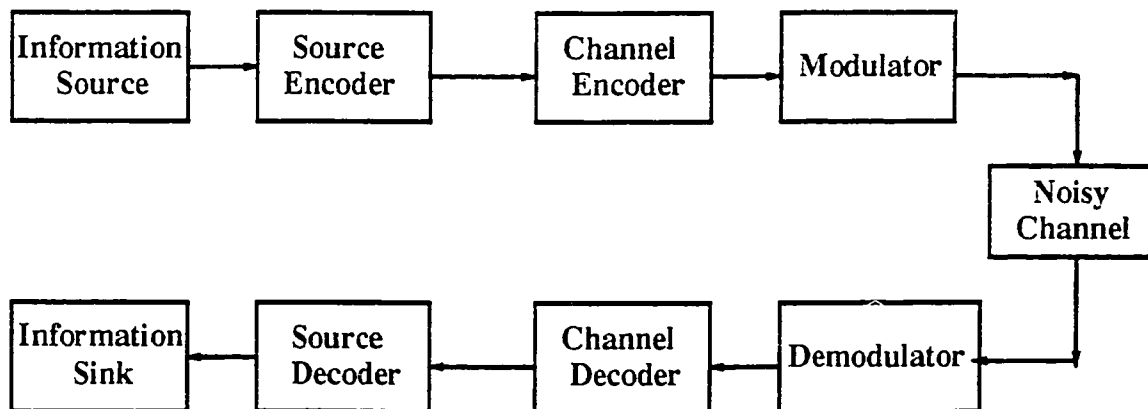 Information
Source
Source
Encoder
Channel
Encoder
Modulator
Noisy
Channel
Information
Sink
Source
Decoder
Channel
Decoder
Demodulator